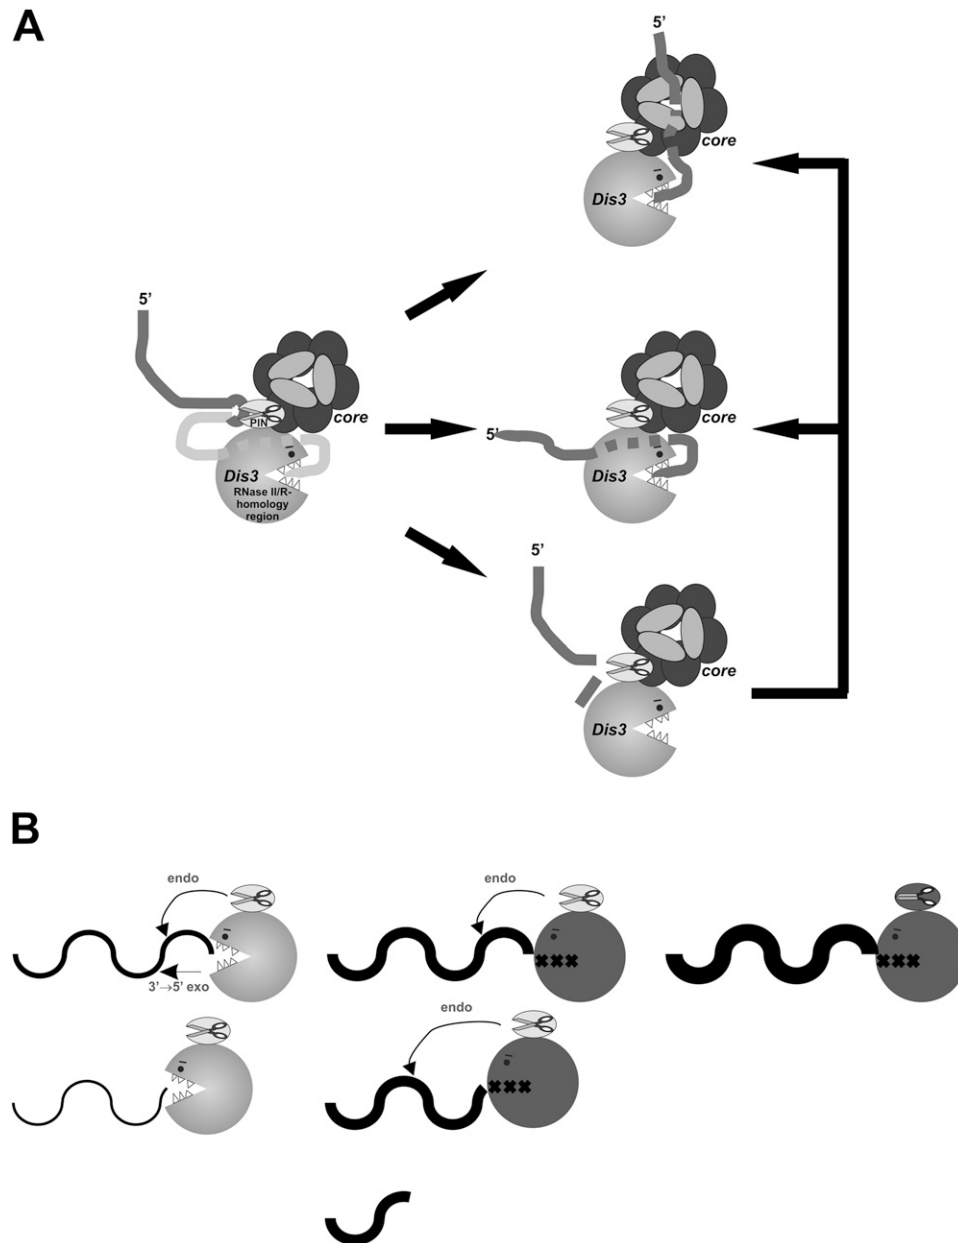 A
5'
core
Dis3
5'
PIN
core
Dis3
RNase II/R-
homology
region
5'
core
Dis3
5'
core
Dis3
B
endo
3'→5' exo
endo
endo